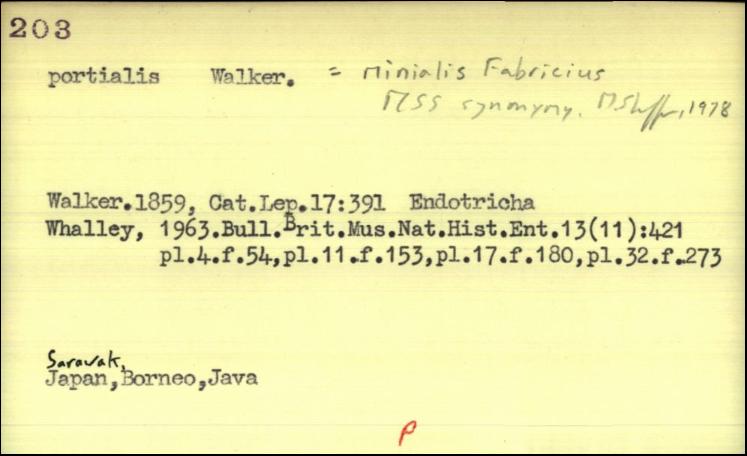 203
portialis Walker. = minialis Fabricius
MSS synonymy. MShaffer, 1978
Walker.1859, Cat.Lep.17:391 Endotricha
Whalley, 1963.Bull.Brit.Mus.Nat.Hist.Ent.13(11):421
pl.4.f.54,pl.11.f.153,pl.17.f.180,pl.32.f.273
Sarawak,
Japan,Borneo,Java
P